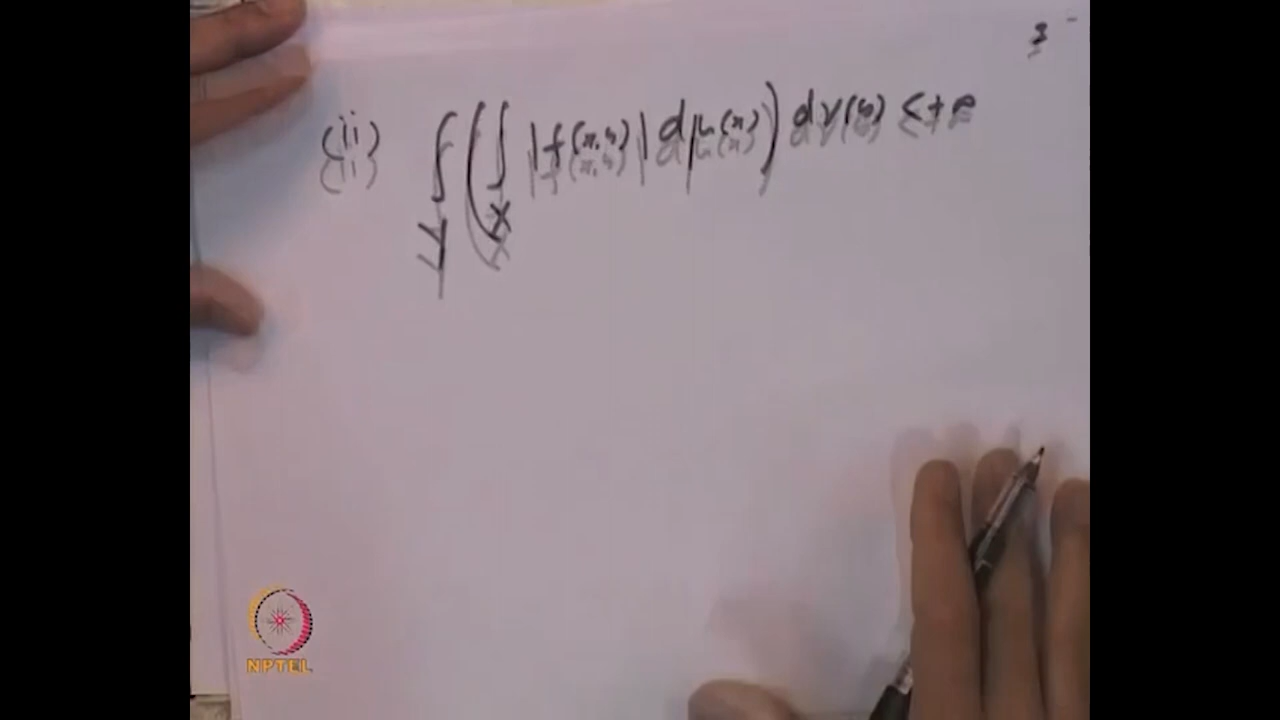 3
(ii) ∫_Y ( ∫_X |f(x,y)| dμ(x) ) dν(y) < +∞
NPTEL